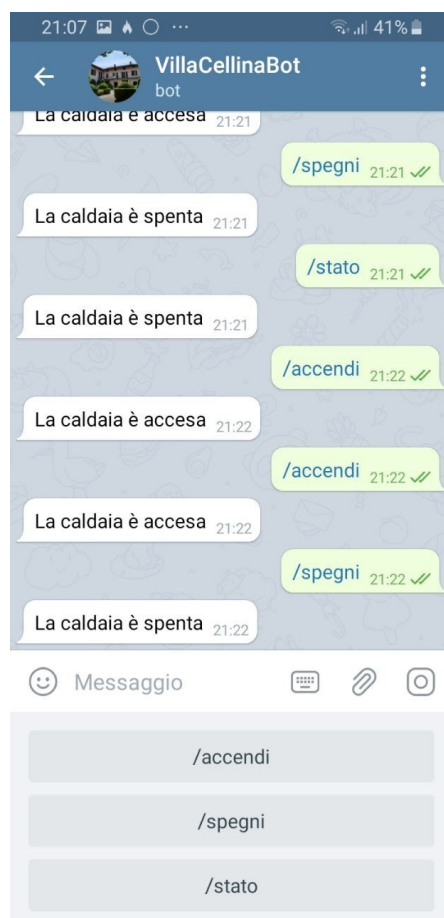 21:07 41%
VillaCellinaBot
bot
La caldaia è accesa 21:21
/spegni 21:21
La caldaia è spenta 21:21
/stato 21:21
La caldaia è spenta 21:21
/accendi 21:22
La caldaia è accesa 21:22
/accendi 21:22
La caldaia è accesa 21:22
/spegni 21:22
La caldaia è spenta 21:22
Messaggio
/accendi
/spegni
/stato